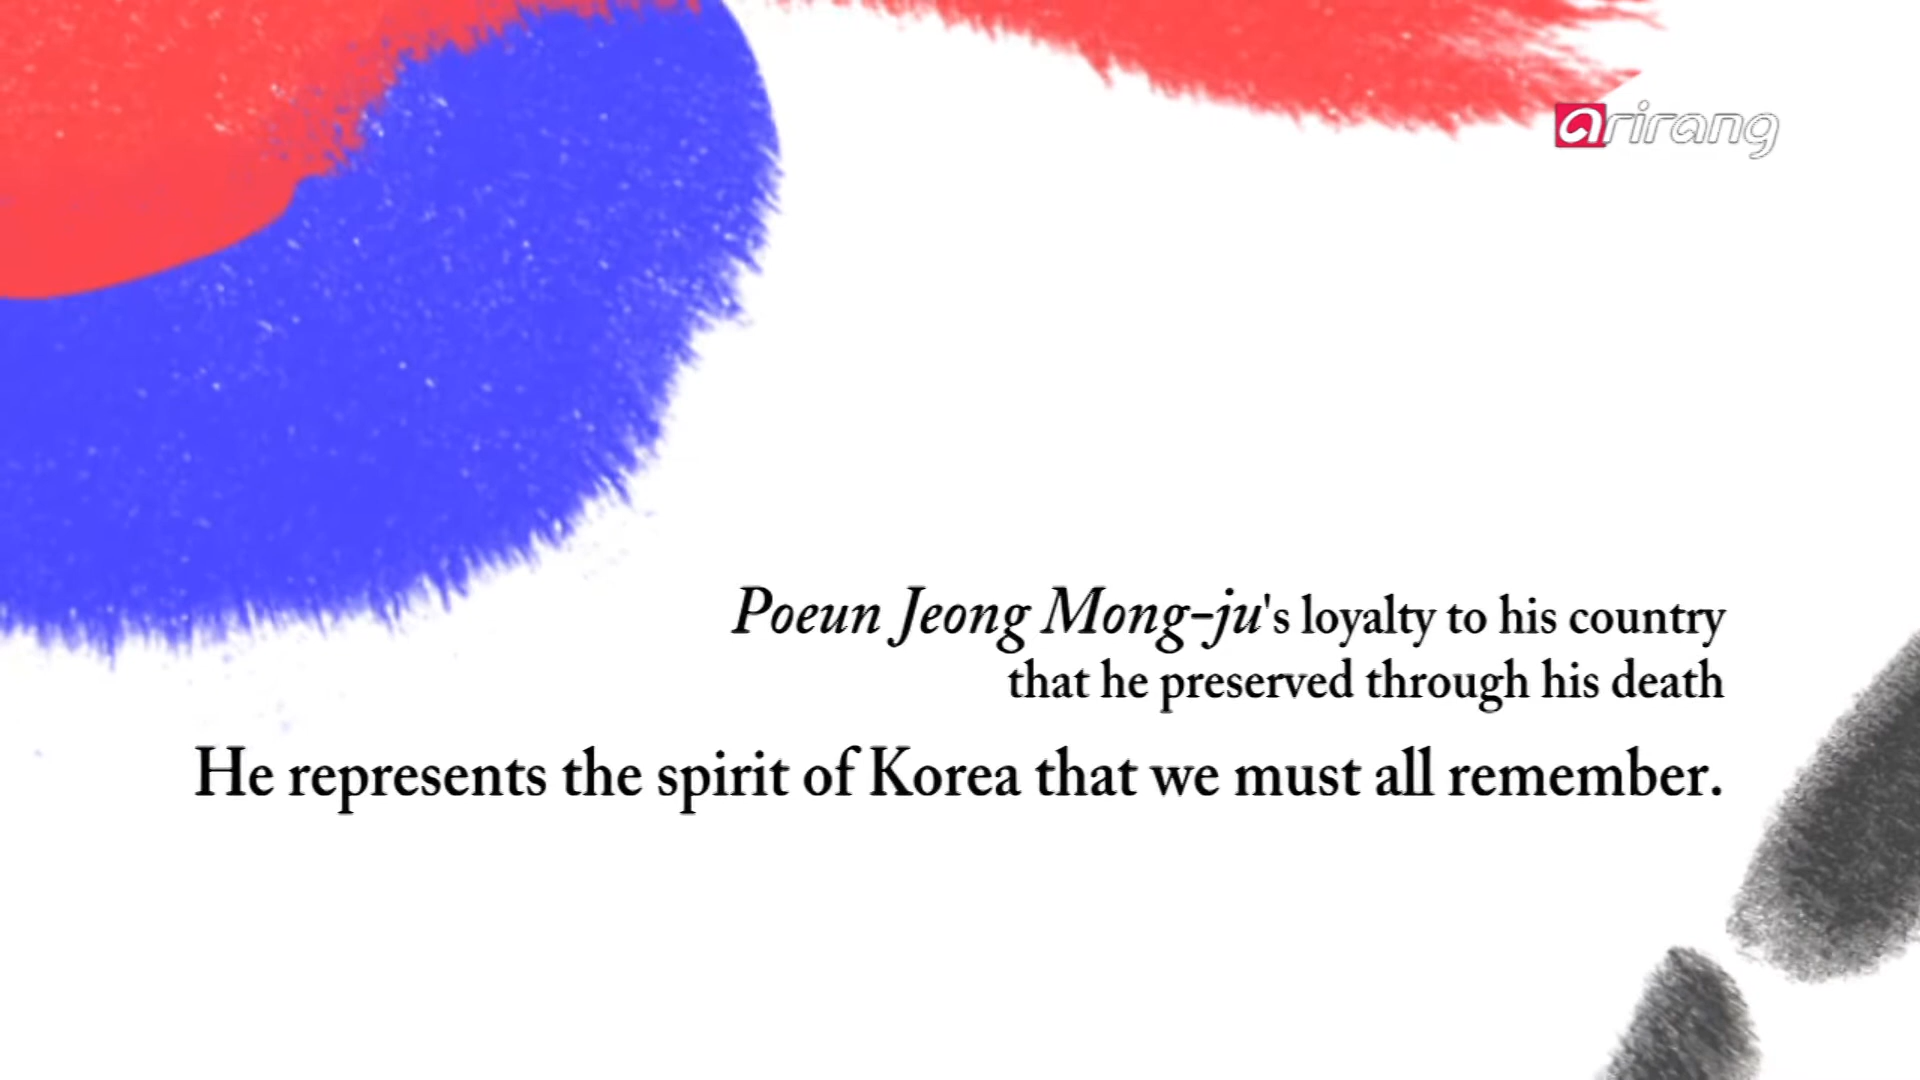 arirang
Poeun Jeong Mong-ju's loyalty to his country
that he preserved through his death
He represents the spirit of Korea that we must all remember.